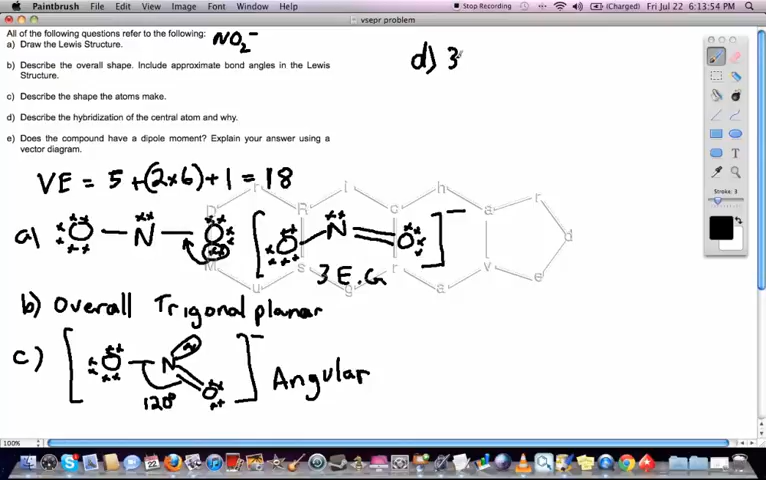 Paintbrush File Edit View Image Font Window Help Stop Recording (Charged) Fri Jul 22 6:13:54 PM
vsepr problem
All of the following questions refer to the following: NO2−
a) Draw the Lewis Structure.
b) Describe the overall shape. Include approximate bond angles in the Lewis
Structure.
c) Describe the shape the atoms make.
d) Describe the hybridization of the central atom and why.
e) Does the compound have a dipole moment? Explain your answer using a
vector diagram.
d) 3
VE = 5 + (2x6) + 1 = 18
a) O — N — O [O — N = O]−
3 E.G
b) Overall Trigonal planar
c) [O — N = O]− Angular
120°
Richard Smugrave
Stroke: 3
100%